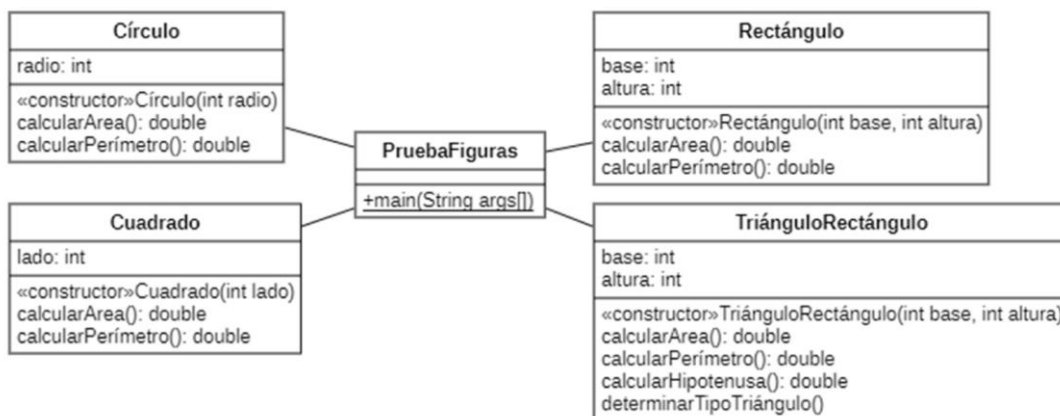 Círculo
radio: int
«constructor»Círculo(int radio)
calcularArea(): double
calcularPerímetro(): double
Rectángulo
base: int
altura: int
«constructor»Rectángulo(int base, int altura)
calcularArea(): double
calcularPerímetro(): double
PruebaFiguras
+main(String args[])
Cuadrado
lado: int
«constructor»Cuadrado(int lado)
calcularArea(): double
calcularPerímetro(): double
TriánguloRectángulo
base: int
altura: int
«constructor»TriánguloRectángulo(int base, int altura)
calcularArea(): double
calcularPerímetro(): double
calcularHipotenusa(): double
determinarTipoTriángulo()